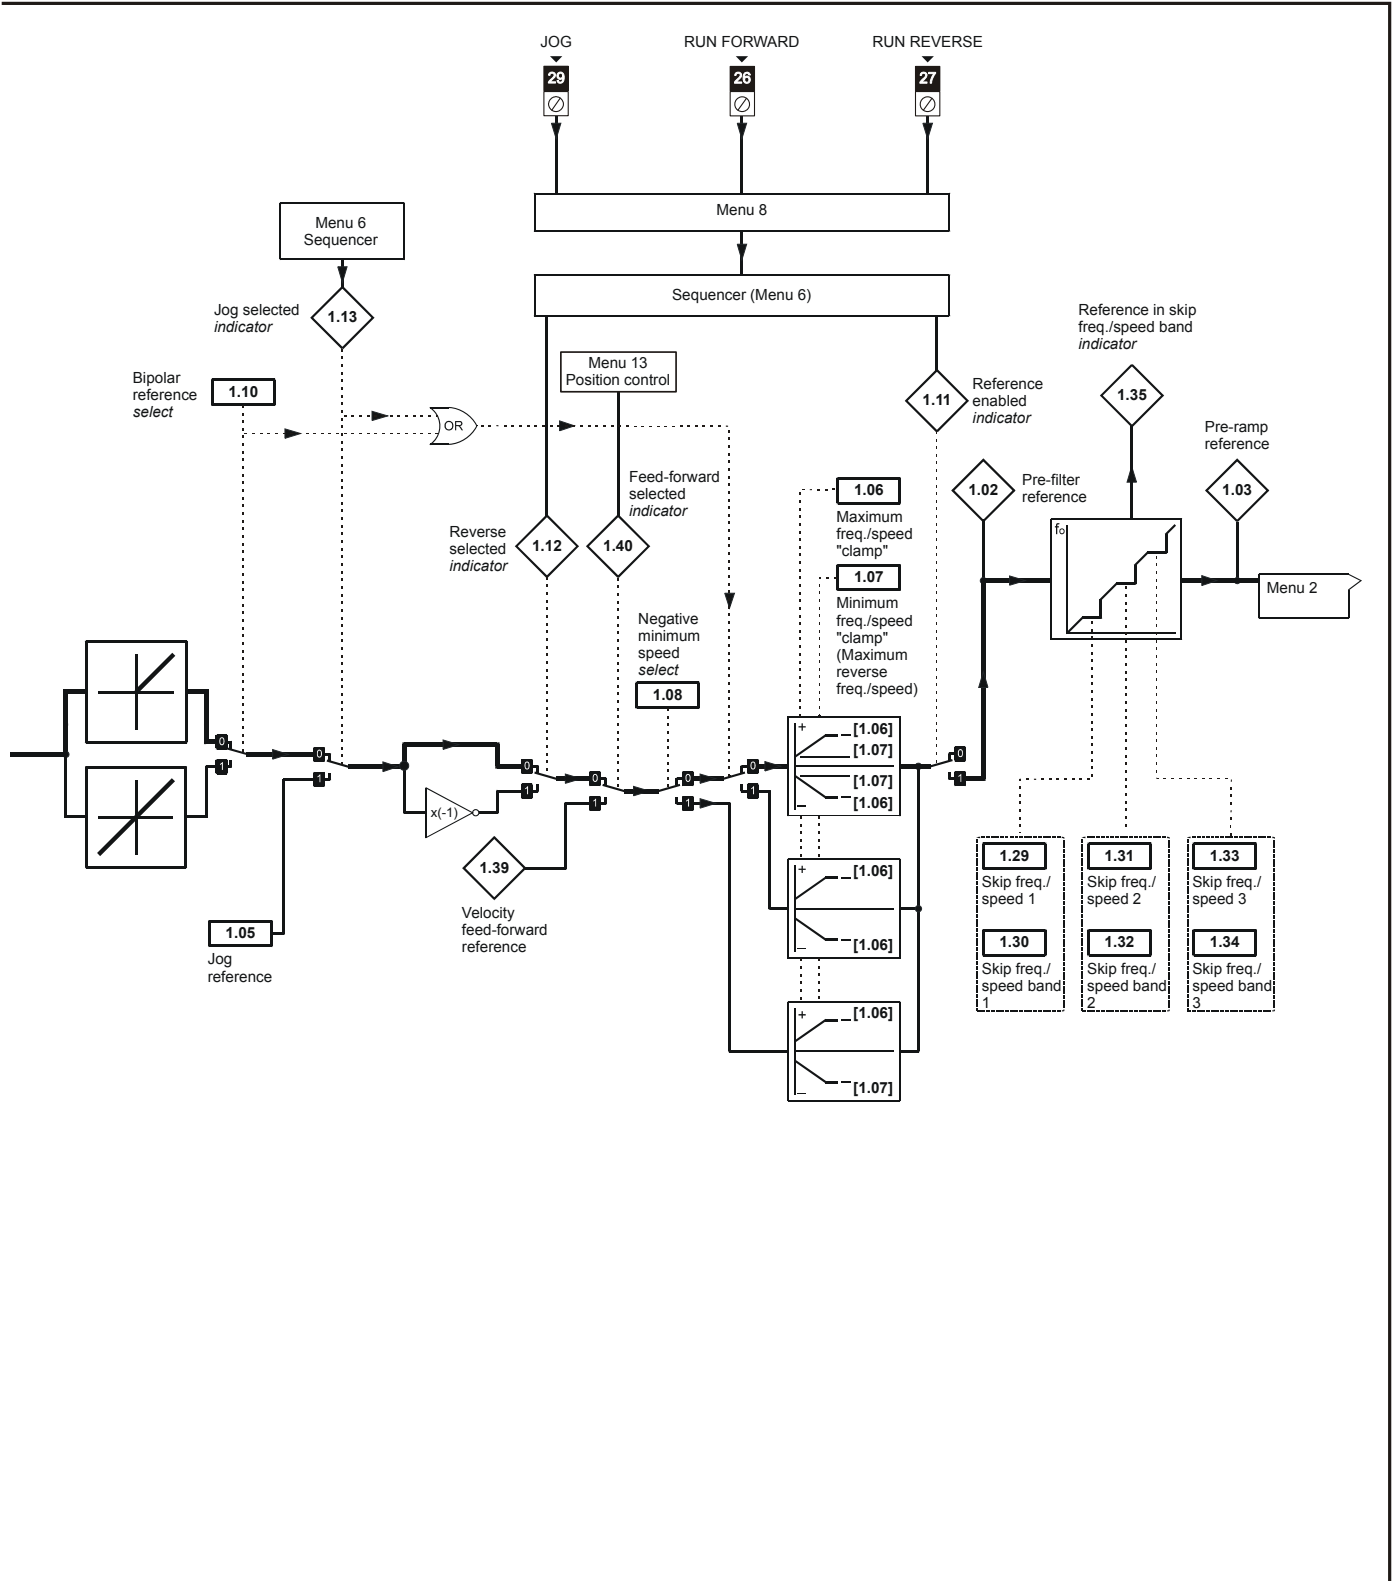 JOG
RUN FORWARD
RUN REVERSE
29
26
27
Menu 8
Menu 6
Sequencer
Sequencer (Menu 6)
Jog selected
indicator
1.13
Reference in skip
freq./speed band
indicator
1.35
Menu 13
Position control
Bipolar
reference
select
1.10
OR
1.11
Reference
enabled
indicator
Pre-ramp
reference
1.03
1.02
Pre-filter
reference
Feed-forward
selected
indicator
1.40
Reverse
selected
indicator
1.12
1.06
Maximum
freq./speed
"clamp"
1.07
Minimum
freq./speed
"clamp"
(Maximum
reverse
freq./speed)
fo
Menu 2
Negative
minimum
speed
select
1.08
0
1
0
1
x(-1)
0
1
0
1
0
1
0
1
+
[1.06]
[1.07]
[1.07]
[1.06]
_
0
1
1.39
Velocity
feed-forward
reference
1.05
Jog
reference
+
[1.06]
[1.06]
_
+
[1.06]
[1.07]
_
1.29
Skip freq./
speed 1
1.30
Skip freq./
speed band
1
1.31
Skip freq./
speed 2
1.32
Skip freq./
speed band
2
1.33
Skip freq./
speed 3
1.34
Skip freq./
speed band
3